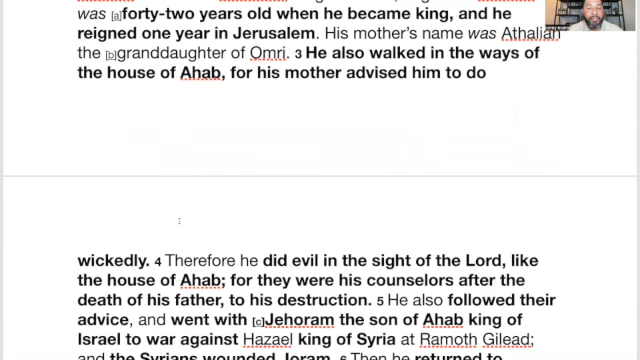 was [a]forty-two years old when he became king, and he
reigned one year in Jerusalem. His mother's name was Athaliah
the [b]granddaughter of Omri. 3 He also walked in the ways of
the house of Ahab, for his mother advised him to do
wickedly. 4 Therefore he did evil in the sight of the Lord, like
the house of Ahab; for they were his counselors after the
death of his father, to his destruction. 5 He also followed their
advice, and went with [c]Jehoram the son of Ahab king of
Israel to war against Hazael king of Syria at Ramoth Gilead;
and the Syrians wounded Joram. 6 Then he returned to